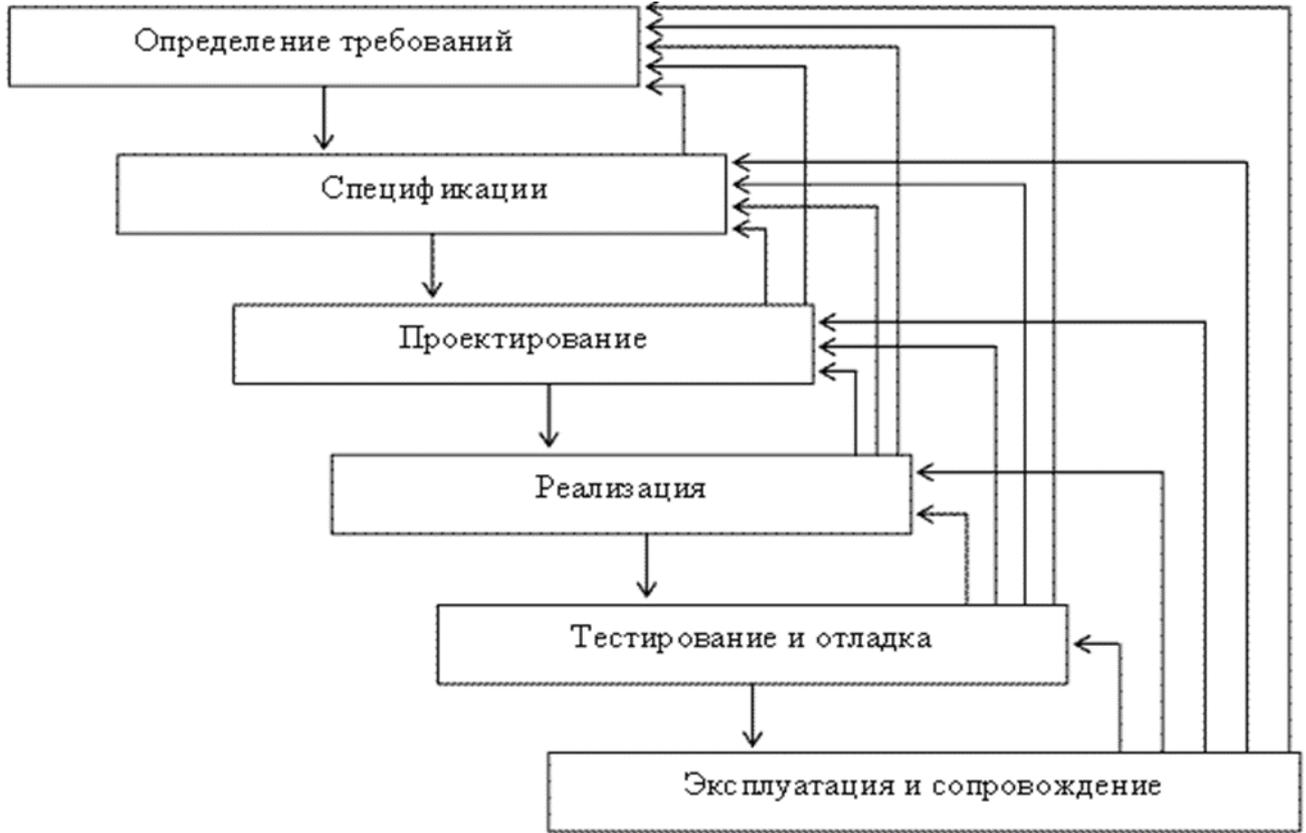 Определение требований
Спецификации
Проектирование
Реализация
Тестирование и отладка
Эксплуатация и сопровождение